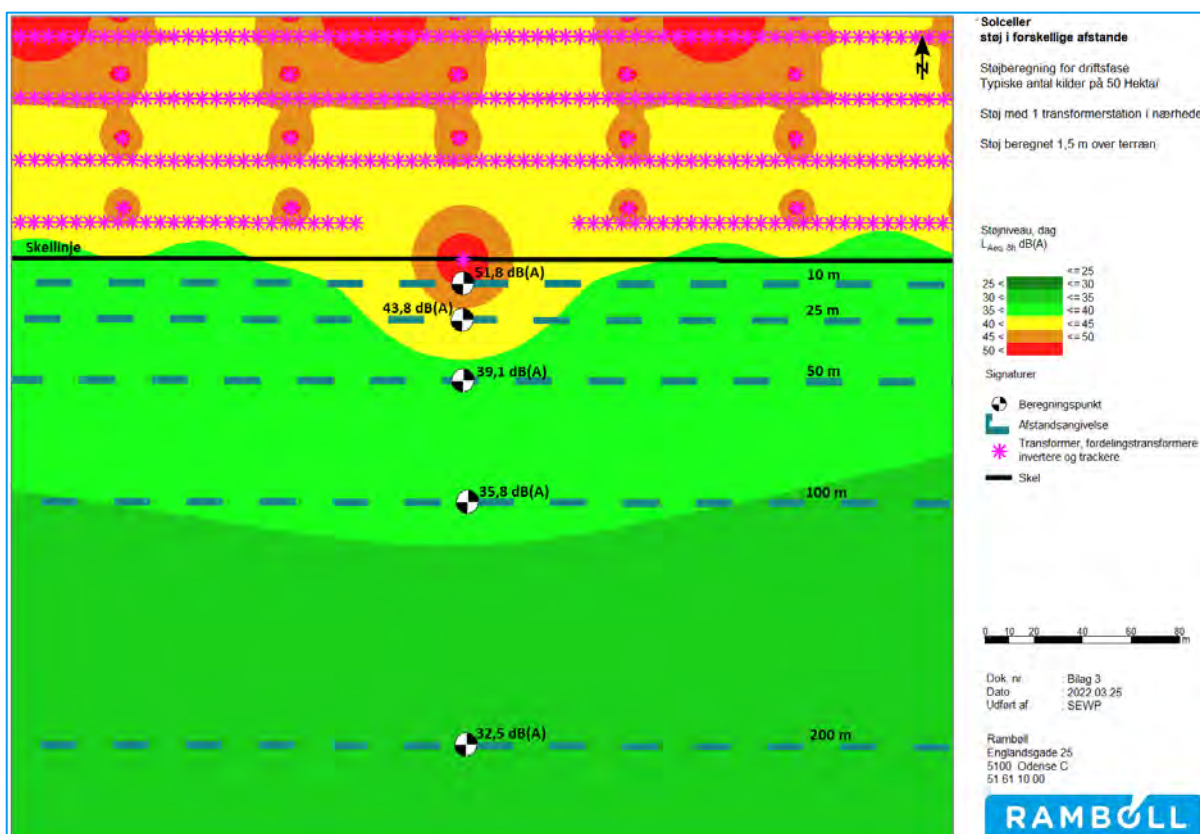 Solceller
støj i forskellige afstande
Støjberegning for driftsfase
Typiske antal kilder på 50 Hektar
Støj med 1 transformerstation i nærhede
Støj beregnet 1,5 m over terræn
N
Støjniveau, dag
LAeq, 8h dB(A)
<= 25
25 < <= 30
30 < <= 35
35 < <= 40
40 < <= 45
45 < <= 50
50 <
Signaturer
Beregningspunkt
Afstandsangivelse
Transformer, fordelingstransformere
invertere og trackere
Skel
Skellinje
51,8 dB(A) 10 m
43,8 dB(A) 25 m
39,1 dB(A) 50 m
35,8 dB(A) 100 m
32,5 dB(A) 200 m
0 10 20 40 60 80
m
Dok. nr. : Bilag 3
Dato : 2022.03.25
Udført af : SEWP
Rambøll
Englandsgade 25
5100 Odense C
51 61 10 00
RAMBOLL